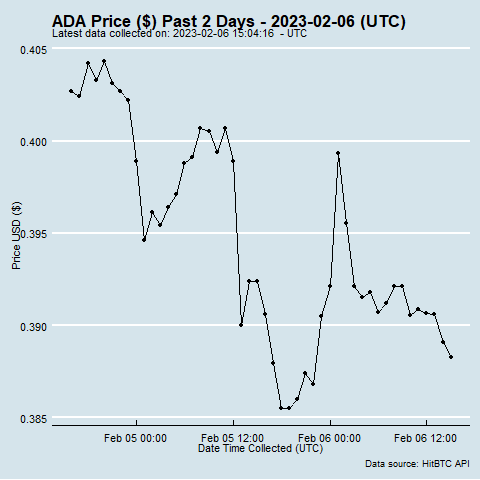 ADA Price ($) Past 2 Days - 2023-02-06 (UTC)
Latest data collected on: 2023-02-06 15:04:16  - UTC
0.405
0.400
0.395
0.390
0.385
Price USD ($)
Feb 05 00:00 Feb 05 12:00 Feb 06 00:00 Feb 06 12:00
Date Time Collected (UTC)
Data source: HitBTC API